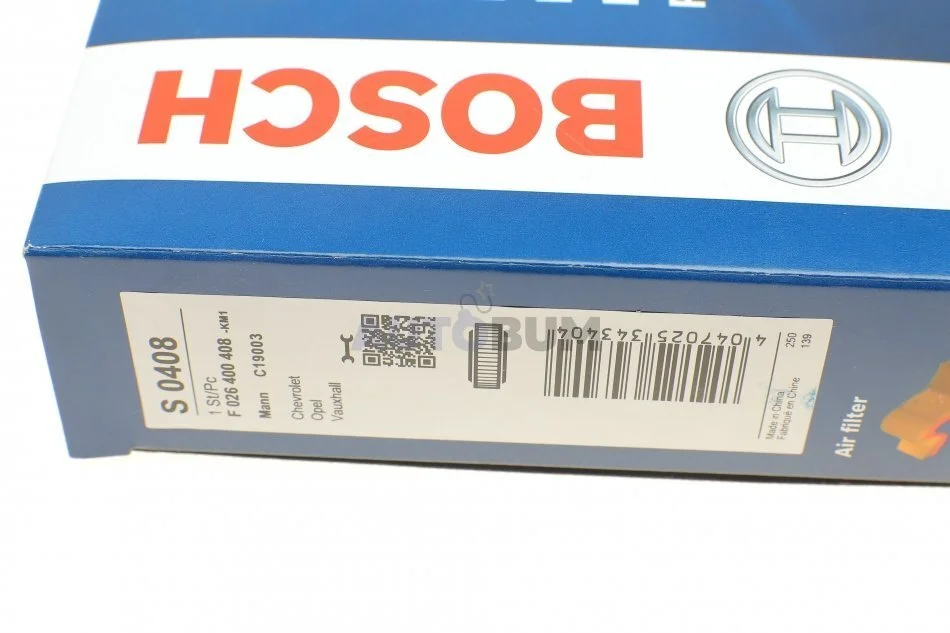 BOSCH
S 0408
1 St/Pc
F 026 400 408 -KM1
Mann C19003
Chevrolet
Opel
Vauxhall
AVTOBUM
4 047025 343404
250
139
Made in China
Fabriqué en Chine
Air filter